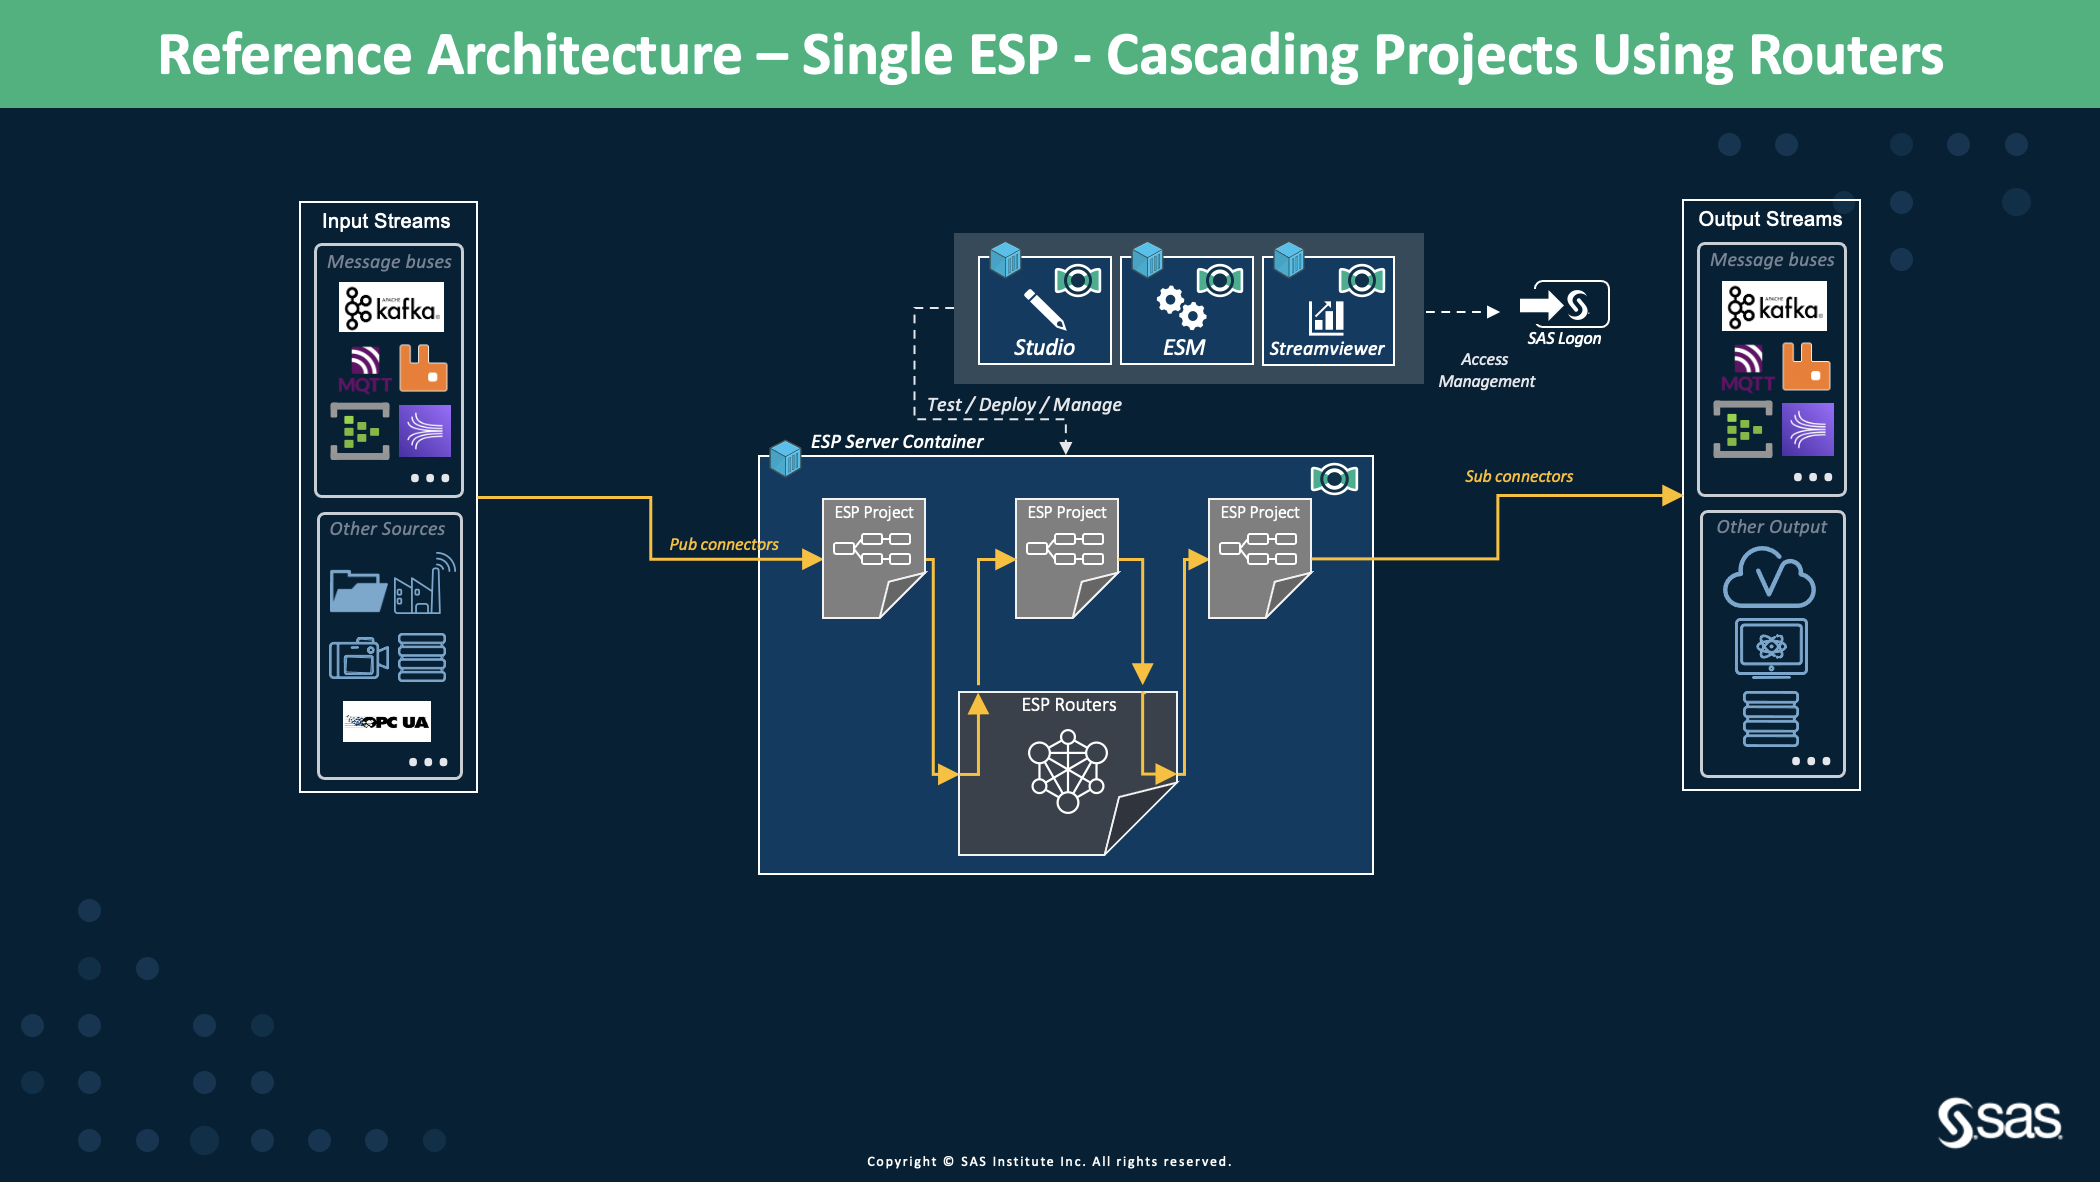 Reference Architecture – Single ESP - Cascading Projects Using Routers
Input Streams
Message buses
APACHE
kafka®
MQTT
Other Sources
OPC UA
Studio
ESM
Streamviewer
Test / Deploy / Manage
SAS Logon
Access
Management
ESP Server Container
Pub connectors
ESP Project
ESP Project
ESP Project
ESP Routers
Sub connectors
Output Streams
Message buses
APACHE
kafka®
MQTT
Other Output
sas
Copyright © SAS Institute Inc. All rights reserved.